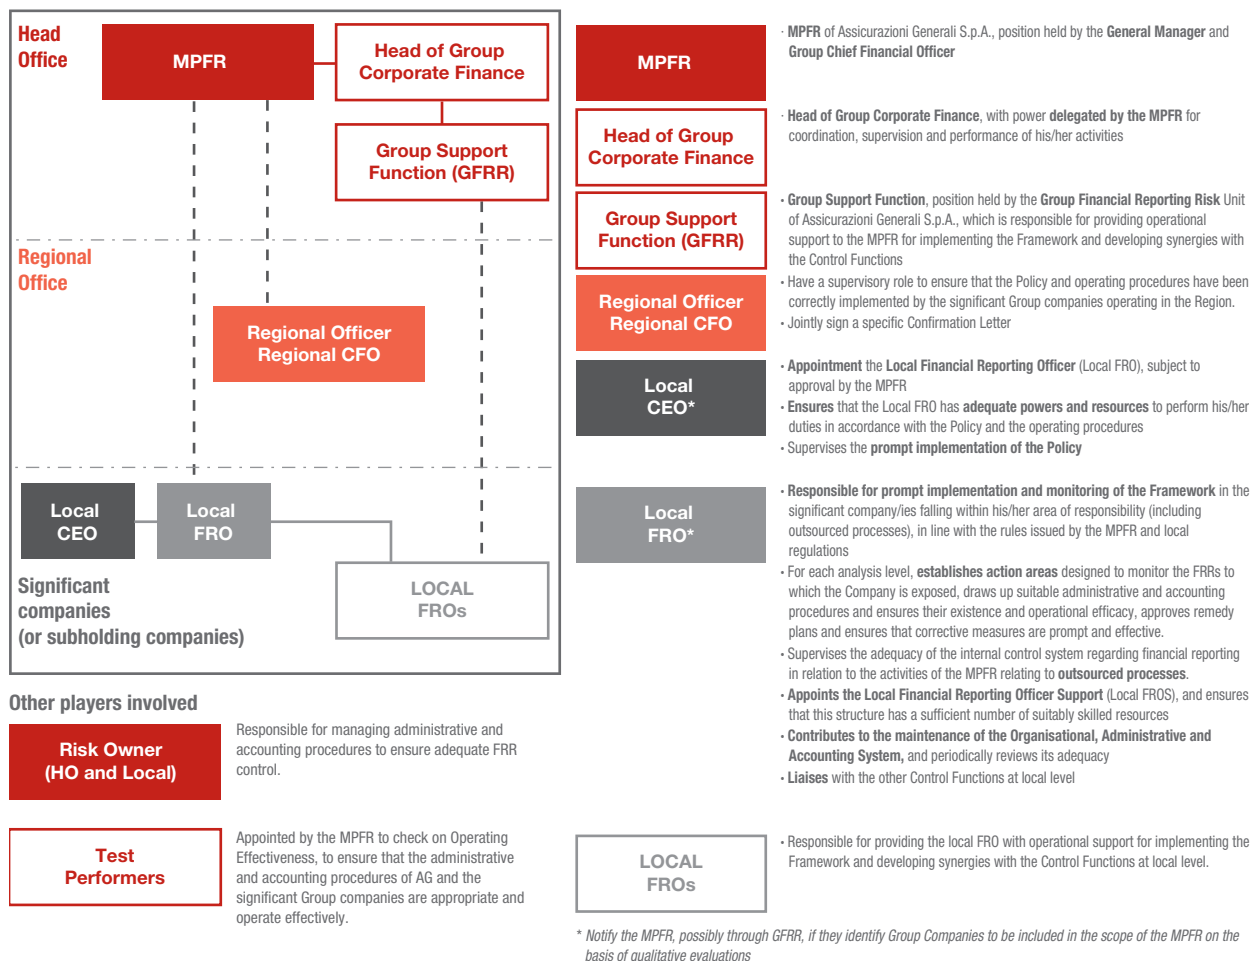 Head
Office
MPFR
Head of Group
Corporate Finance
Group Support
Function (GFRR)
Regional
Office
Regional Officer
Regional CFO
Local
CEO
Local
FRO
LOCAL
FROs
Significant
companies
(or subholding companies)
Other players involved
Risk Owner
(HO and Local)
Responsible for managing administrative and
accounting procedures to ensure adequate FRR
control.
Test
Performers
Appointed by the MPFR to check on Operating
Effectiveness, to ensure that the administrative
and accounting procedures of AG and the
significant Group companies are appropriate and
operate effectively.
MPFR
· MPFR of Assicurazioni Generali S.p.A., position held by the General Manager and
Group Chief Financial Officer
Head of Group
Corporate Finance
· Head of Group Corporate Finance, with power delegated by the MPFR for
coordination, supervision and performance of his/her activities
Group Support
Function (GFRR)
• Group Support Function, position held by the Group Financial Reporting Risk Unit
of Assicurazioni Generali S.p.A., which is responsible for providing operational
support to the MPFR for implementing the Framework and developing synergies with
the Control Functions
Regional Officer
Regional CFO
• Have a supervisory role to ensure that the Policy and operating procedures have been
correctly implemented by the significant Group companies operating in the Region.
• Jointly sign a specific Confirmation Letter
Local
CEO*
• Appointment the Local Financial Reporting Officer (Local FRO), subject to
approval by the MPFR
• Ensures that the Local FRO has adequate powers and resources to perform his/her
duties in accordance with the Policy and the operating procedures
• Supervises the prompt implementation of the Policy
Local
FRO*
• Responsible for prompt implementation and monitoring of the Framework in the
significant company/ies falling within his/her area of responsibility (including
outsourced processes), in line with the rules issued by the MPFR and local
regulations
• For each analysis level, establishes action areas designed to monitor the FRRs to
which the Company is exposed, draws up suitable administrative and accounting
procedures and ensures their existence and operational efficacy, approves remedy
plans and ensures that corrective measures are prompt and effective.
• Supervises the adequacy of the internal control system regarding financial reporting
in relation to the activities of the MPFR relating to outsourced processes.
• Appoints the Local Financial Reporting Officer Support (Local FROS), and ensures
that this structure has a sufficient number of suitably skilled resources
• Contributes to the maintenance of the Organisational, Administrative and
Accounting System, and periodically reviews its adequacy
• Liaises with the other Control Functions at local level
LOCAL
FROs
• Responsible for providing the local FRO with operational support for implementing the
Framework and developing synergies with the Control Functions at local level.
* Notify the MPFR, possibly through GFRR, if they identify Group Companies to be included in the scope of the MPFR on the
basis of qualitative evaluations